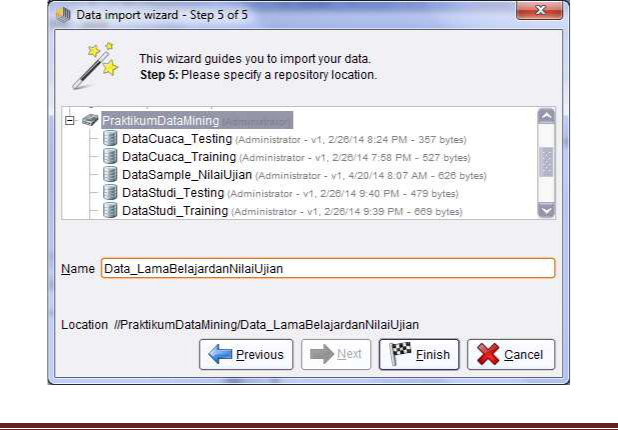 Data import wizard - Step 5 of 5
This wizard guides you to import your data.
Step 5: Please specify a repository location.
PraktikumDataMining (Administrator)
DataCuaca_Testing (Administrator - v1, 2/26/14 8:24 PM - 357 bytes)
DataCuaca_Training (Administrator - v1, 2/26/14 7:58 PM - 527 bytes)
DataSample_NilaiUjian (Administrator - v1, 4/20/14 8:07 AM - 626 bytes)
DataStudi_Testing (Administrator - v1, 2/26/14 9:40 PM - 479 bytes)
DataStudi_Training (Administrator - v1, 2/26/14 9:39 PM - 669 bytes)
Name Data_LamaBelajardanNilaiUjian
Location //PraktikumDataMining/Data_LamaBelajardanNilaiUjian
Previous Next Finish Cancel